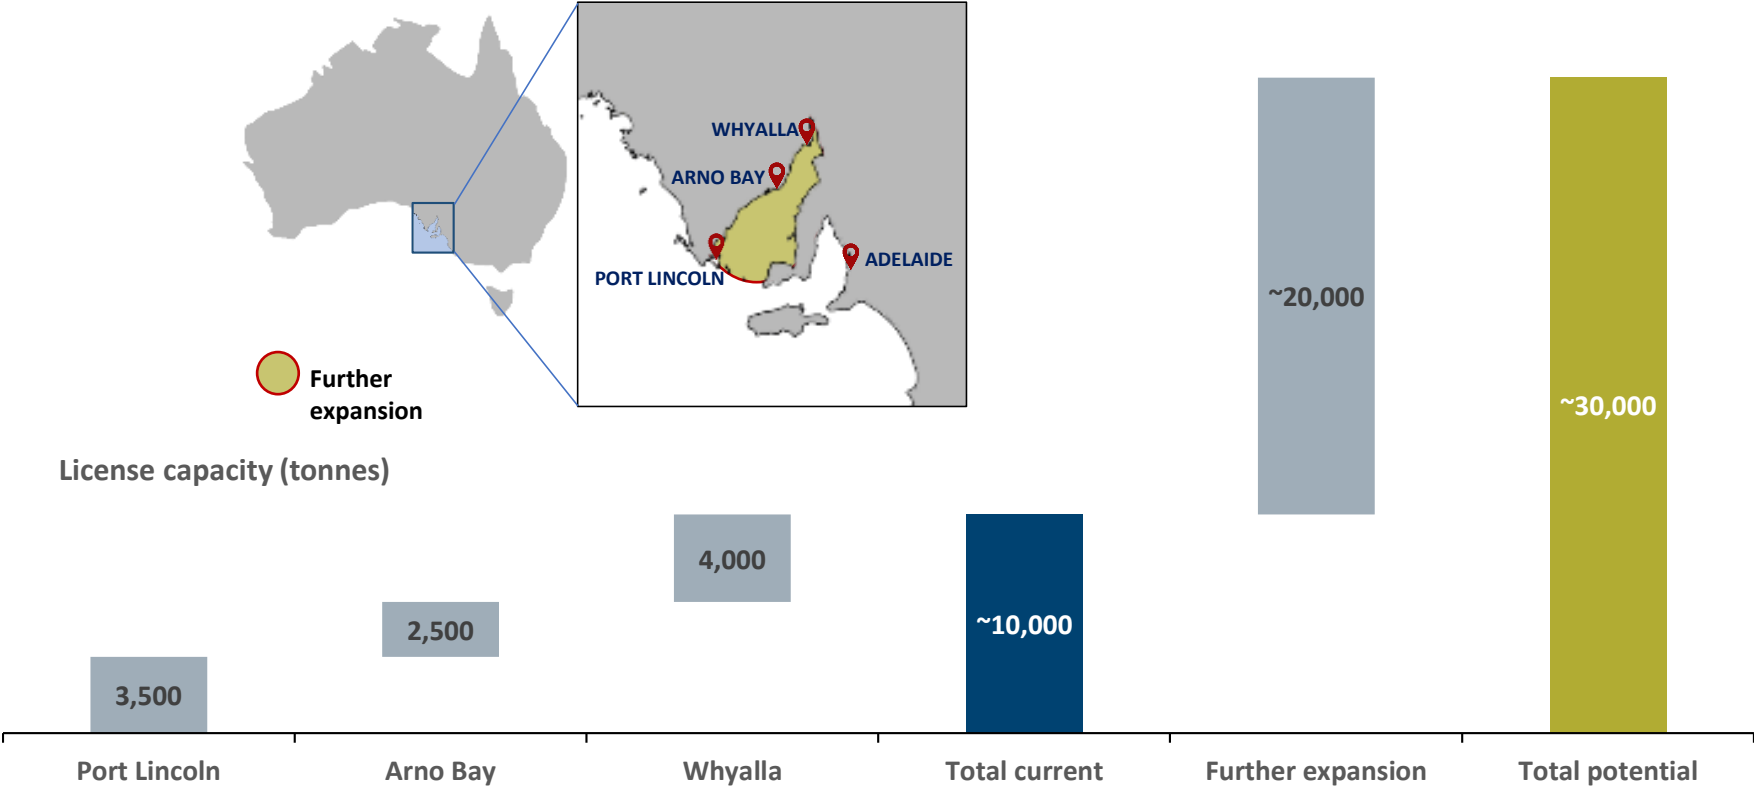 WHYALLA
ARNO BAY
PORT LINCOLN
ADELAIDE
Further
expansion
License capacity (tonnes)
3,500
2,500
4,000
~10,000
~20,000
~30,000
Port Lincoln
Arno Bay
Whyalla
Total current
Further expansion
Total potential